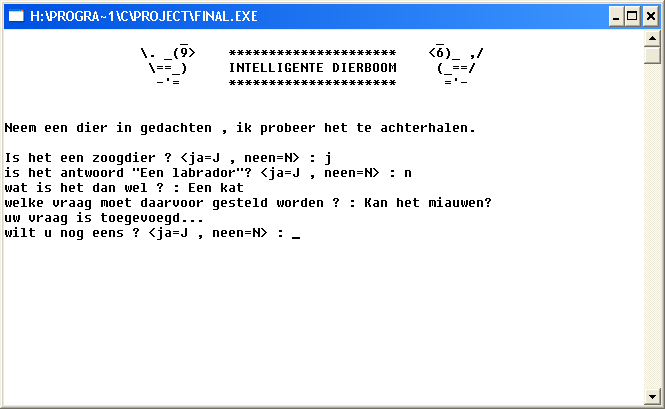 H:\PROGRA~1\C\PROJECT\FINAL.EXE
\. _(9> ********************* <6)_ ,/
\==_) INTELLIGENTE DIERBOOM (_==/
-'= ********************* ='-
Neem een dier in gedachten , ik probeer het te achterhalen.
Is het een zoogdier ? <ja=J , neen=N> : j
is het antwoord "Een labrador"? <ja=J , neen=N> : n
wat is het dan wel ? : Een kat
welke vraag moet daarvoor gesteld worden ? : Kan het miauwen?
uw vraag is toegevoegd...
wilt u nog eens ? <ja=J , neen=N> : _